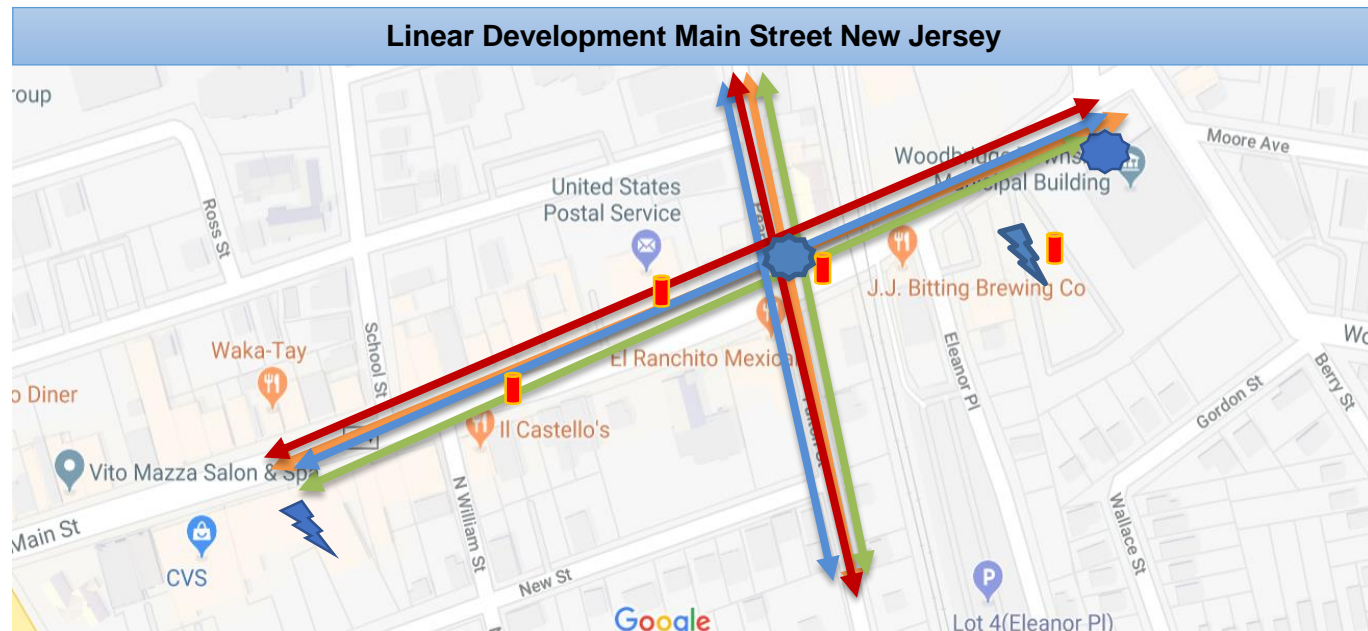 Linear Development Main Street New Jersey
oup
Moore Ave
United States
Postal Service
Municipal Building
Ross St
J.J. Bitting Brewing Co
School St
Waka-Tay
El Ranchito Mexica
Eleanor Pl
Wo
Berry St
o Diner
Gordon St
Il Castello's
Vito Mazza Salon & Spa
N William St
Main St
Wallace St
CVS
New St
P
Google
Lot 4(Eleanor Pl)